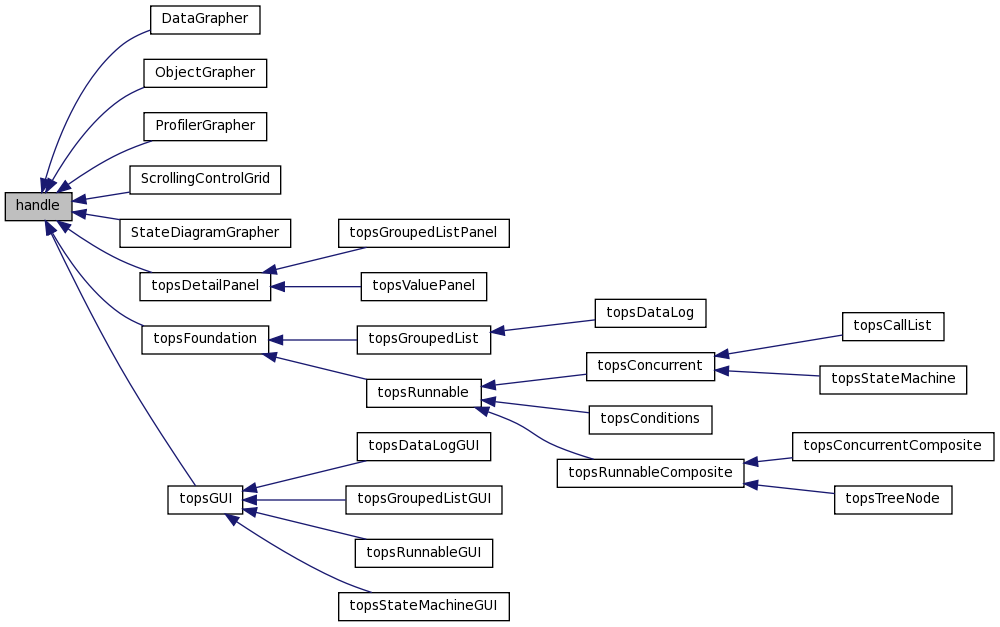 DataGrapher
ObjectGrapher
ProfilerGrapher
ScrollingControlGrid
handle
StateDiagramGrapher
topsGroupedListPanel
topsDetailPanel
topsValuePanel
topsDataLog
topsCallList
topsFoundation
topsGroupedList
topsConcurrent
topsStateMachine
topsRunnable
topsConditions
topsDataLogGUI
topsConcurrentComposite
topsRunnableComposite
topsGUI
topsGroupedListGUI
topsTreeNode
topsRunnableGUI
topsStateMachineGUI